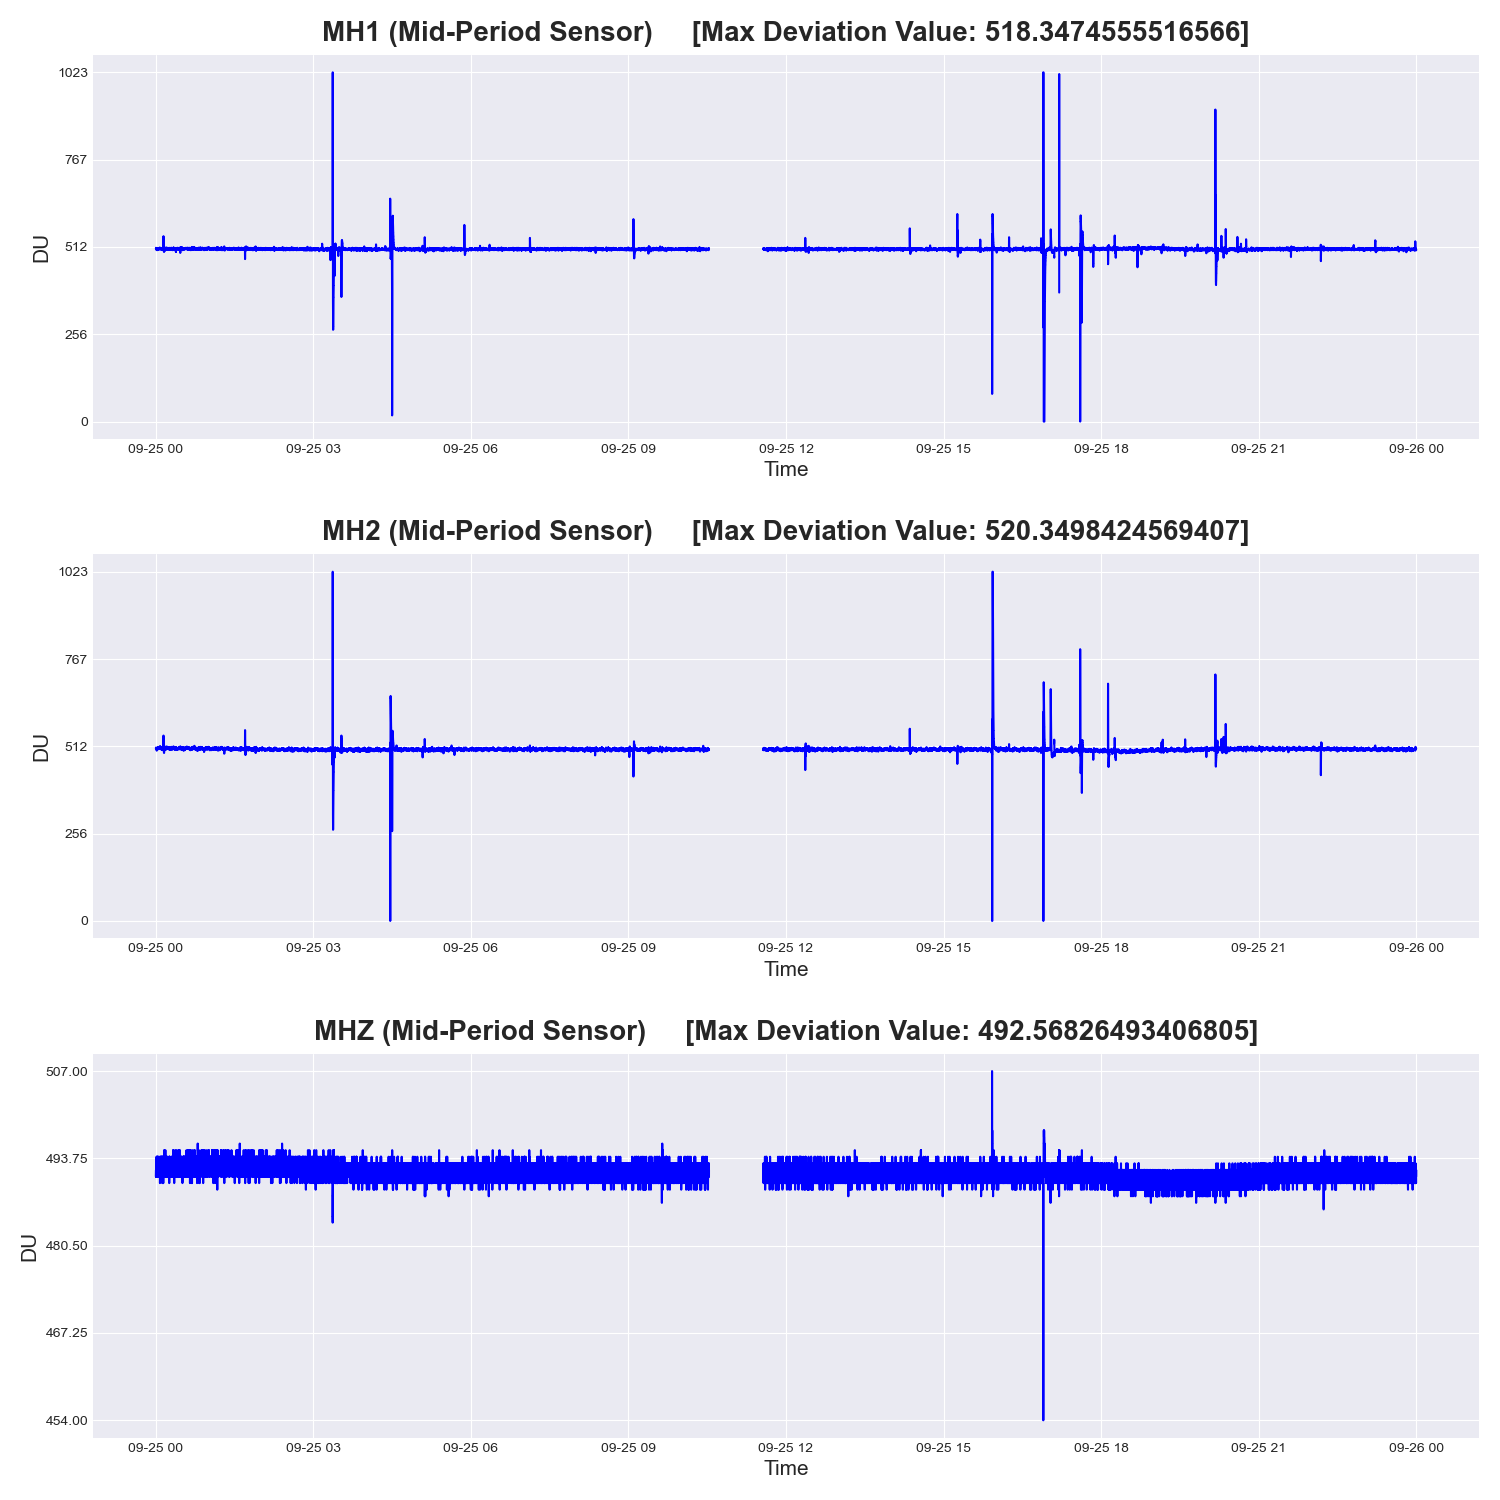 MH1 (Mid-Period Sensor) [Max Deviation Value: 518.3474555516566]
1023
767
512
256
0
DU
09-25 00 09-25 03 09-25 06 09-25 09 09-25 12 09-25 15 09-25 18 09-25 21 09-26 00
Time
MH2 (Mid-Period Sensor) [Max Deviation Value: 520.3498424569407]
1023
767
512
256
0
DU
09-25 00 09-25 03 09-25 06 09-25 09 09-25 12 09-25 15 09-25 18 09-25 21 09-26 00
Time
MHZ (Mid-Period Sensor) [Max Deviation Value: 492.56826493406805]
507.00
493.75
480.50
467.25
454.00
DU
09-25 00 09-25 03 09-25 06 09-25 09 09-25 12 09-25 15 09-25 18 09-25 21 09-26 00
Time